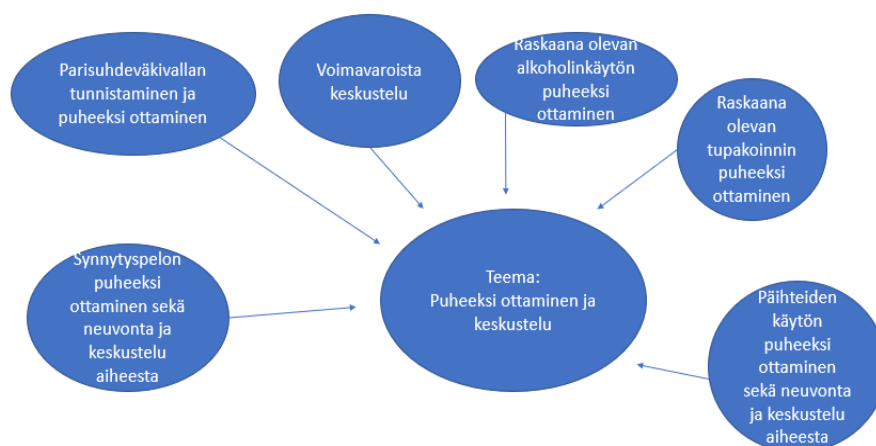 Parisuhdeväkivallan
tunnistaminen ja
puheeksi ottaminen
Voimavaroista
keskustelu
Raskaana olevan
alkoholinkäytön
puheeksi
ottaminen
Raskaana
olevan
tupakoinnin
puheeksi
ottaminen
Synnytyspelon
puheeksi
ottaminen sekä
neuvonta ja
keskustelu
aiheesta
Teema:
Puheeksi ottaminen ja
keskustelu
Päihteiden
käytön
puheeksi
ottaminen
sekä neuvonta
ja keskustelu
aiheesta